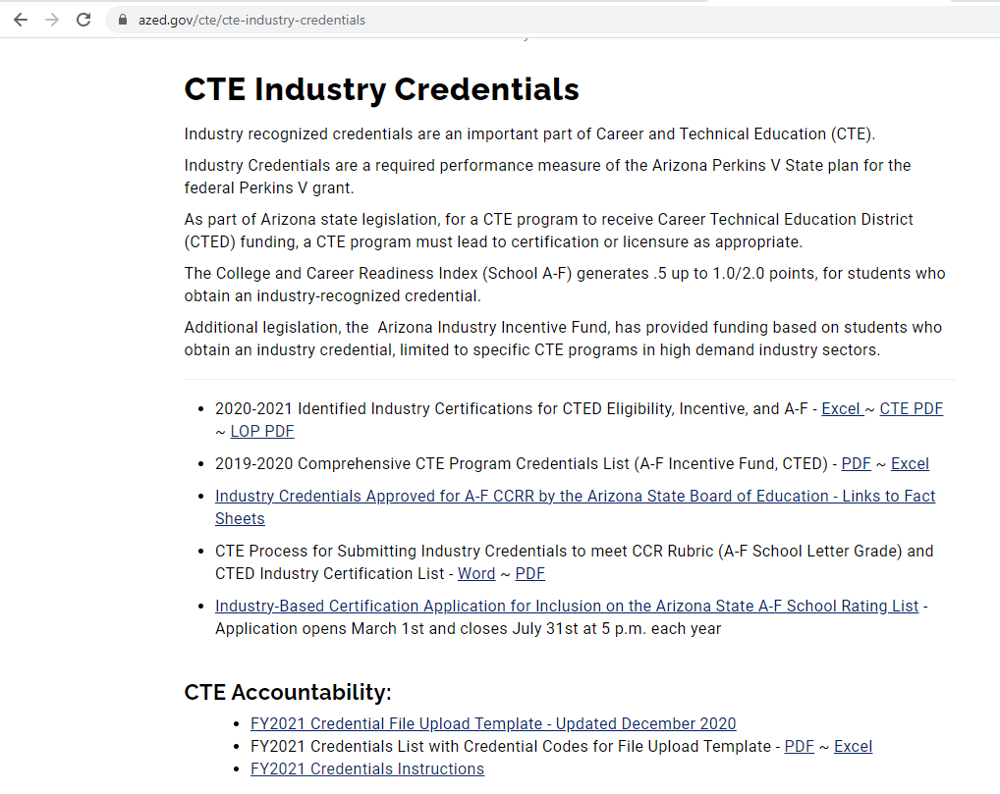 azed.gov/cte/cte-industry-credentials
CTE Industry Credentials
Industry recognized credentials are an important part of Career and Technical Education (CTE).
Industry Credentials are a required performance measure of the Arizona Perkins V State plan for the
federal Perkins V grant.
As part of Arizona state legislation, for a CTE program to receive Career Technical Education District
(CTED) funding, a CTE program must lead to certification or licensure as appropriate.
The College and Career Readiness Index (School A-F) generates .5 up to 1.0/2.0 points, for students who
obtain an industry-recognized credential.
Additional legislation, the  Arizona Industry Incentive Fund, has provided funding based on students who
obtain an industry credential, limited to specific CTE programs in high demand industry sectors.
• 2020-2021 Identified Industry Certifications for CTED Eligibility, Incentive, and A-F - Excel ~ CTE PDF
~ LOP PDF
• 2019-2020 Comprehensive CTE Program Credentials List (A-F Incentive Fund, CTED) - PDF ~ Excel
• Industry Credentials Approved for A-F CCRR by the Arizona State Board of Education - Links to Fact
Sheets
• CTE Process for Submitting Industry Credentials to meet CCR Rubric (A-F School Letter Grade) and
CTED Industry Certification List - Word ~ PDF
• Industry-Based Certification Application for Inclusion on the Arizona State A-F School Rating List -
Application opens March 1st and closes July 31st at 5 p.m. each year
CTE Accountability:
• FY2021 Credential File Upload Template - Updated December 2020
• FY2021 Credentials List with Credential Codes for File Upload Template - PDF ~ Excel
• FY2021 Credentials Instructions